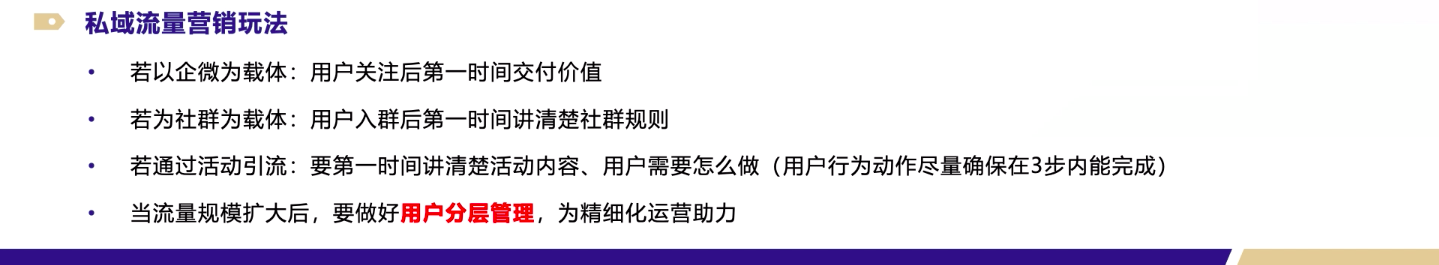 私域流量营销玩法
• 若以企微为载体：用户关注后第一时间交付价值
• 若为社群为载体：用户入群后第一时间讲清楚社群规则
• 若通过活动引流：要第一时间讲清楚活动内容、用户需要怎么做（用户行为动作尽量确保在3步内能完成）
• 当流量规模扩大后，要做好用户分层管理，为精细化运营助力